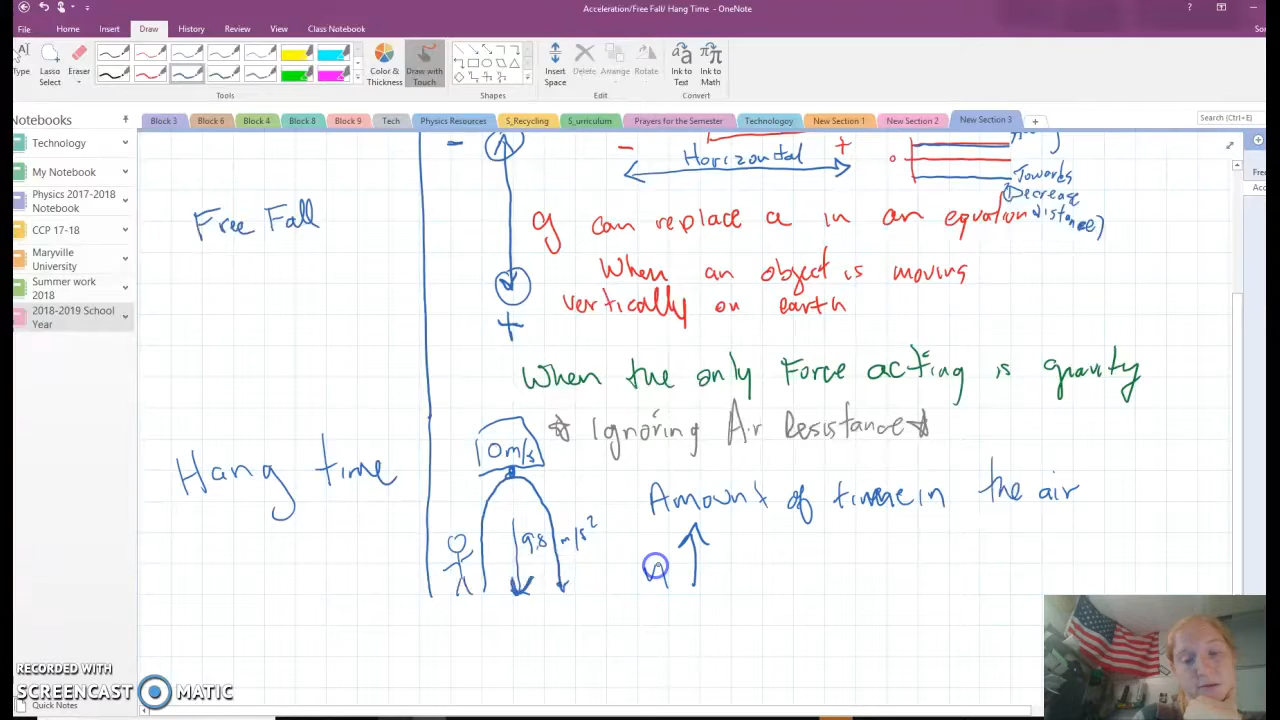 Acceleration/Free Fall/ Hang Time - OneNote
File Home Insert Draw History Review View Class Notebook
Type
Lasso Select
Eraser
Color & Thickness
Draw with Touch
Insert Space
Delete
Arrange
Rotate
Ink to Text
Ink to Math
Tools
Shapes
Edit
Convert
Notebooks
Block 3 Block 6 Block 4 Block 8 Block 9 Tech Physics Resources S_Recycling S_urriculum Prayers for the Semester Technology New Section 1 New Section 2 New Section 3
Search (Ctrl+E)
Technology
My Notebook
Physics 2017-2018 Notebook
CCP 17-18
Maryville University
Summer work 2018
2018-2019 School Year
Quick Notes
- - Horizontal + 0
Towards
(Decrease distance)
Free Fall
g can replace a in an equation
When an object is moving
vertically on earth
+
When the only Force acting is gravity
☆ Ignoring Air Resistance ☆
Hang time
0 m/s
Amount of time in the air
9.8 m/s²
RECORDED WITH
SCREENCAST MATIC